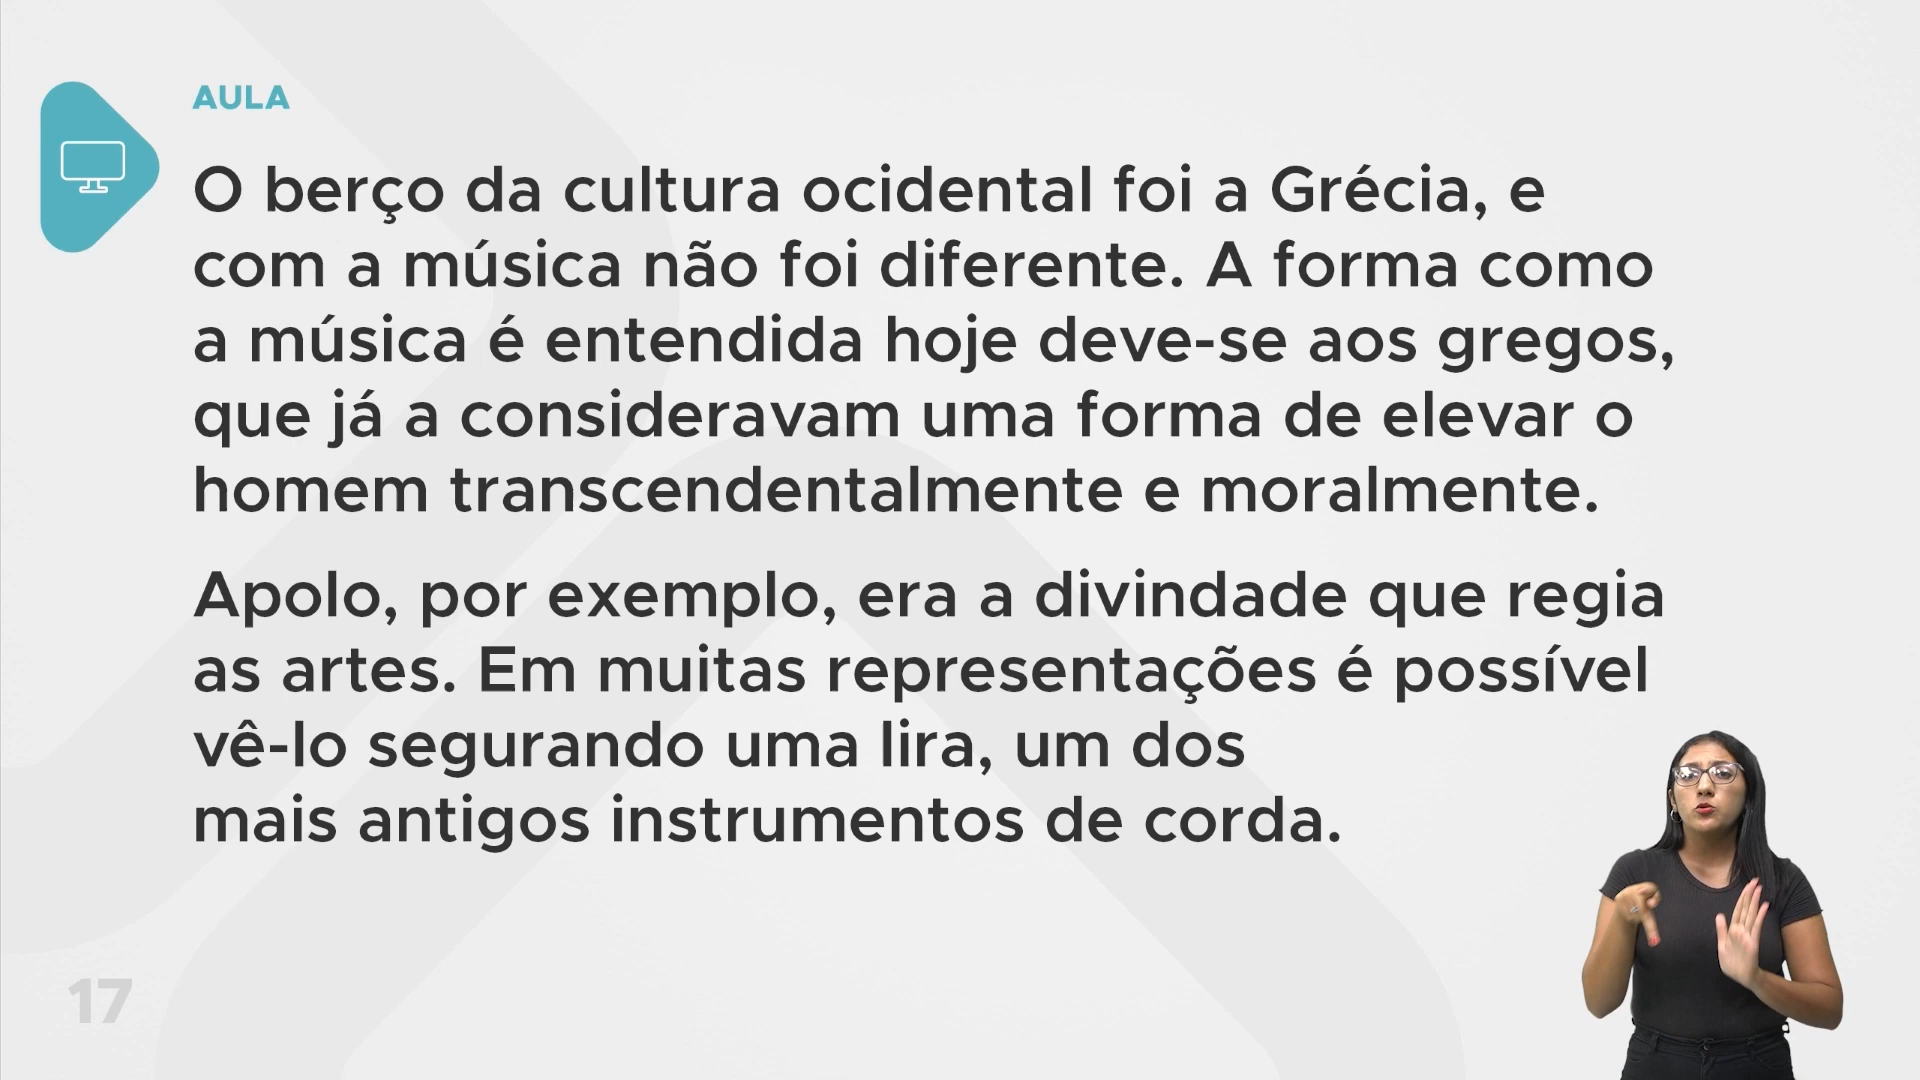 AULA
O berço da cultura ocidental foi a Grécia, e
com a música não foi diferente. A forma como
a música é entendida hoje deve-se aos gregos,
que já a consideravam uma forma de elevar o
homem transcendentalmente e moralmente.
Apolo, por exemplo, era a divindade que regia
as artes. Em muitas representações é possível
vê-lo segurando uma lira, um dos
mais antigos instrumentos de corda.
17